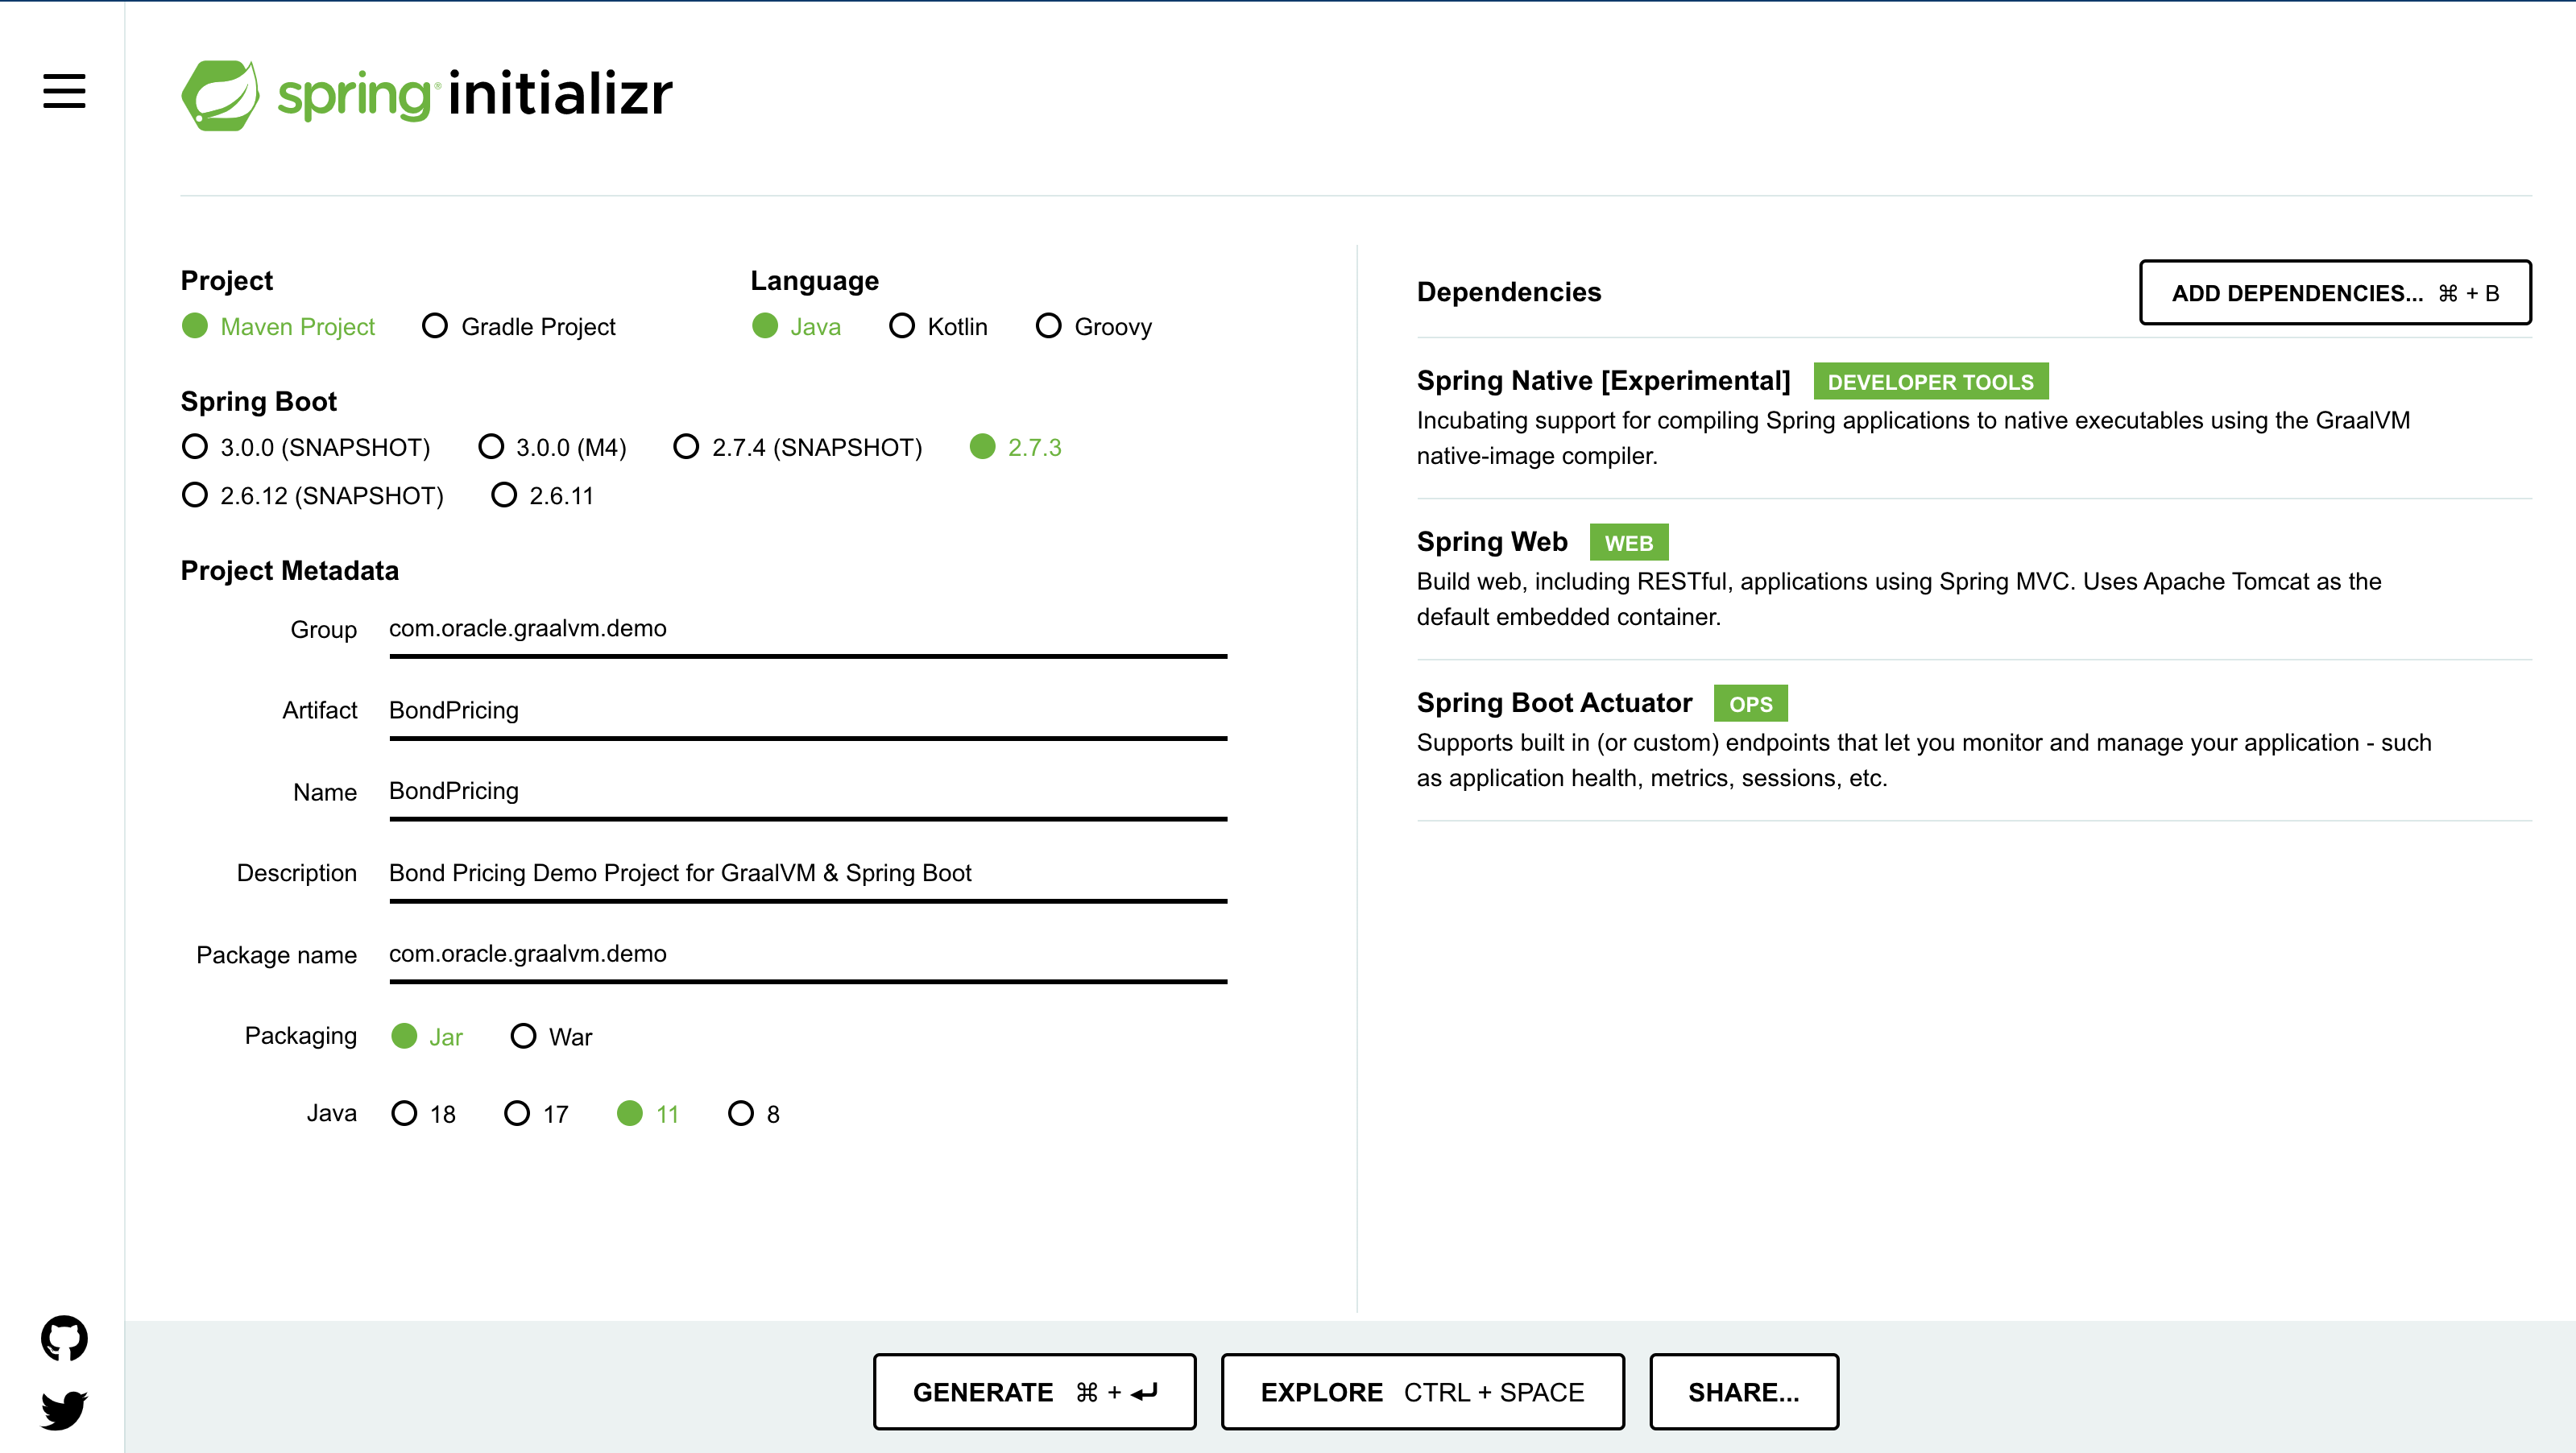 spring initializr
Project
Maven Project Gradle Project
Language
Java Kotlin Groovy
Spring Boot
3.0.0 (SNAPSHOT) 3.0.0 (M4) 2.7.4 (SNAPSHOT) 2.7.3
2.6.12 (SNAPSHOT) 2.6.11
Project Metadata
Group com.oracle.graalvm.demo
Artifact BondPricing
Name BondPricing
Description Bond Pricing Demo Project for GraalVM & Spring Boot
Package name com.oracle.graalvm.demo
Packaging Jar War
Java 18 17 11 8
Dependencies
ADD DEPENDENCIES... ⌘ + B
Spring Native [Experimental] DEVELOPER TOOLS
Incubating support for compiling Spring applications to native executables using the GraalVM
native-image compiler.
Spring Web WEB
Build web, including RESTful, applications using Spring MVC. Uses Apache Tomcat as the
default embedded container.
Spring Boot Actuator OPS
Supports built in (or custom) endpoints that let you monitor and manage your application - such
as application health, metrics, sessions, etc.
GENERATE ⌘ + ⏎
EXPLORE CTRL + SPACE
SHARE...